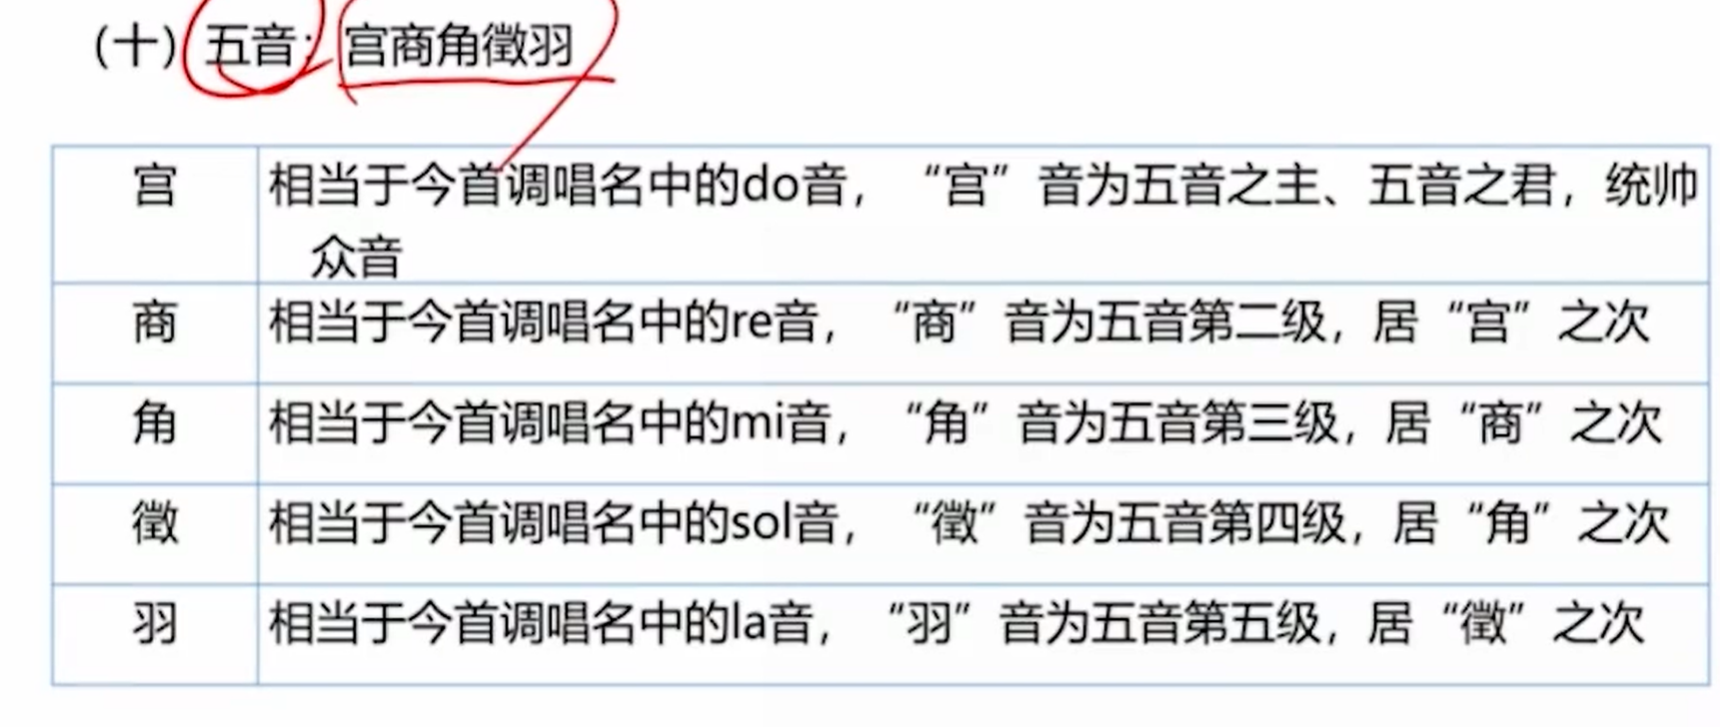 （十）五音：宫商角徵羽
宫
相当于今首调唱名中的do音，“宫”音为五音之主、五音之君，统帅
众音
商
相当于今首调唱名中的re音，“商”音为五音第二级，居“宫”之次
角
相当于今首调唱名中的mi音，“角”音为五音第三级，居“商”之次
徵
相当于今首调唱名中的sol音，“徵”音为五音第四级，居“角”之次
羽
相当于今首调唱名中的la音，“羽”音为五音第五级，居“徵”之次